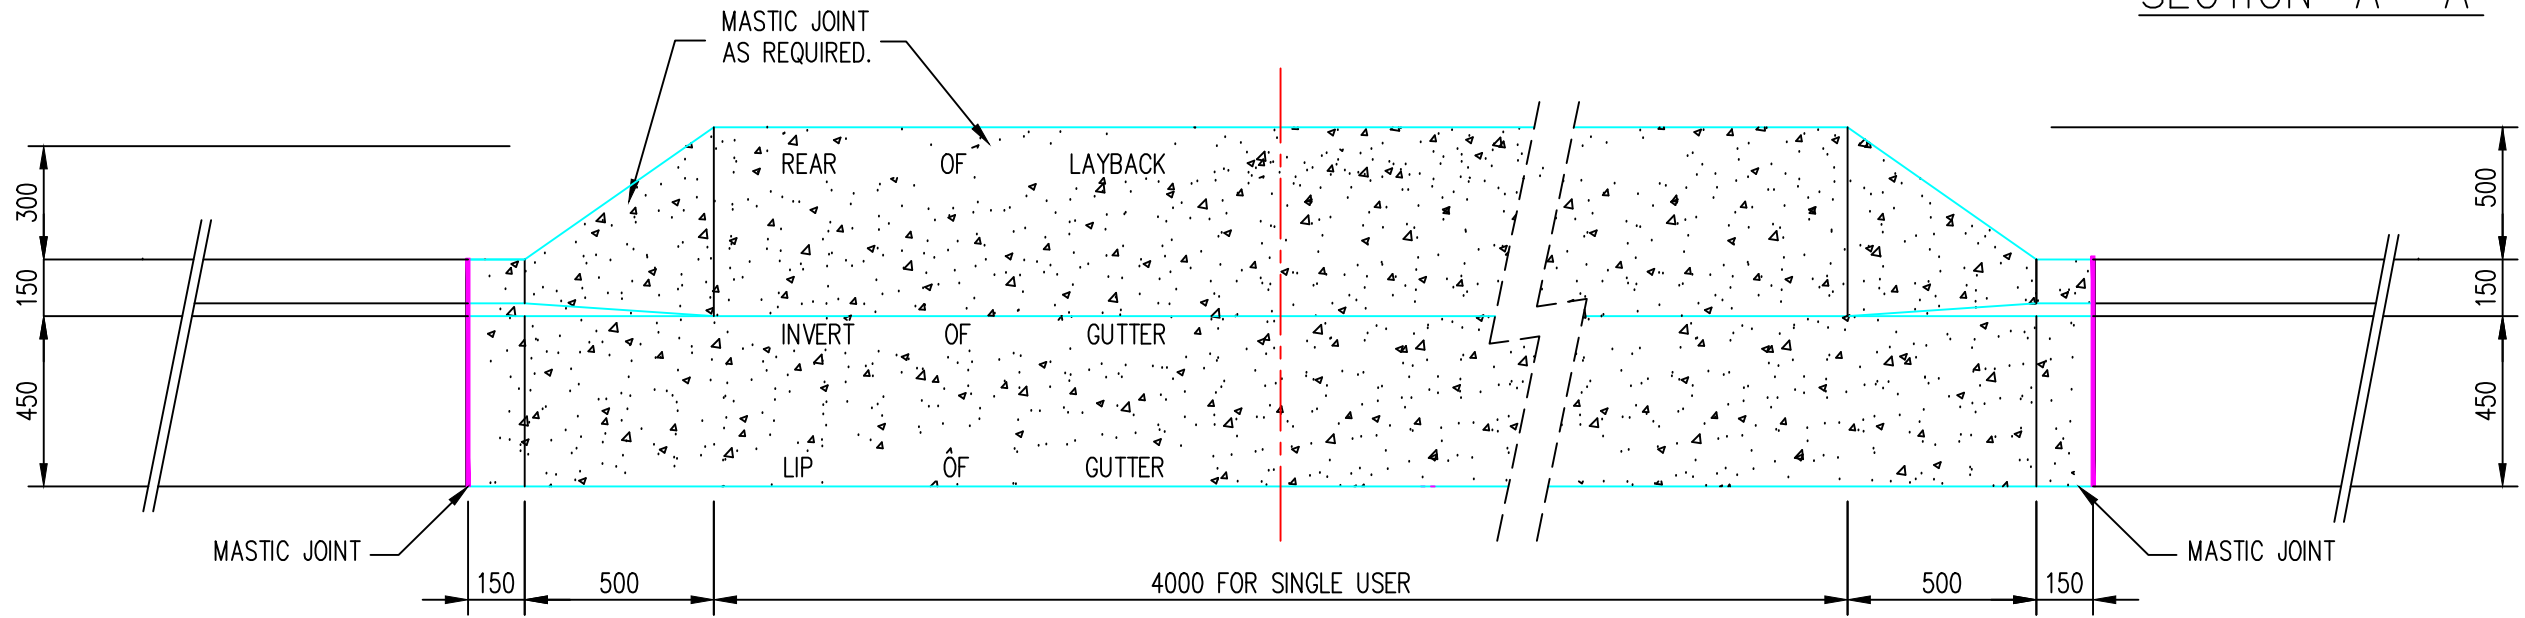 SECTION A - A
MASTIC JOINT
AS REQUIRED.
REAR OF LAYBACK
300
500
150
150
INVERT OF GUTTER
450
450
LIP OF GUTTER
MASTIC JOINT
MASTIC JOINT
150
500
4000 FOR SINGLE USER
500
150